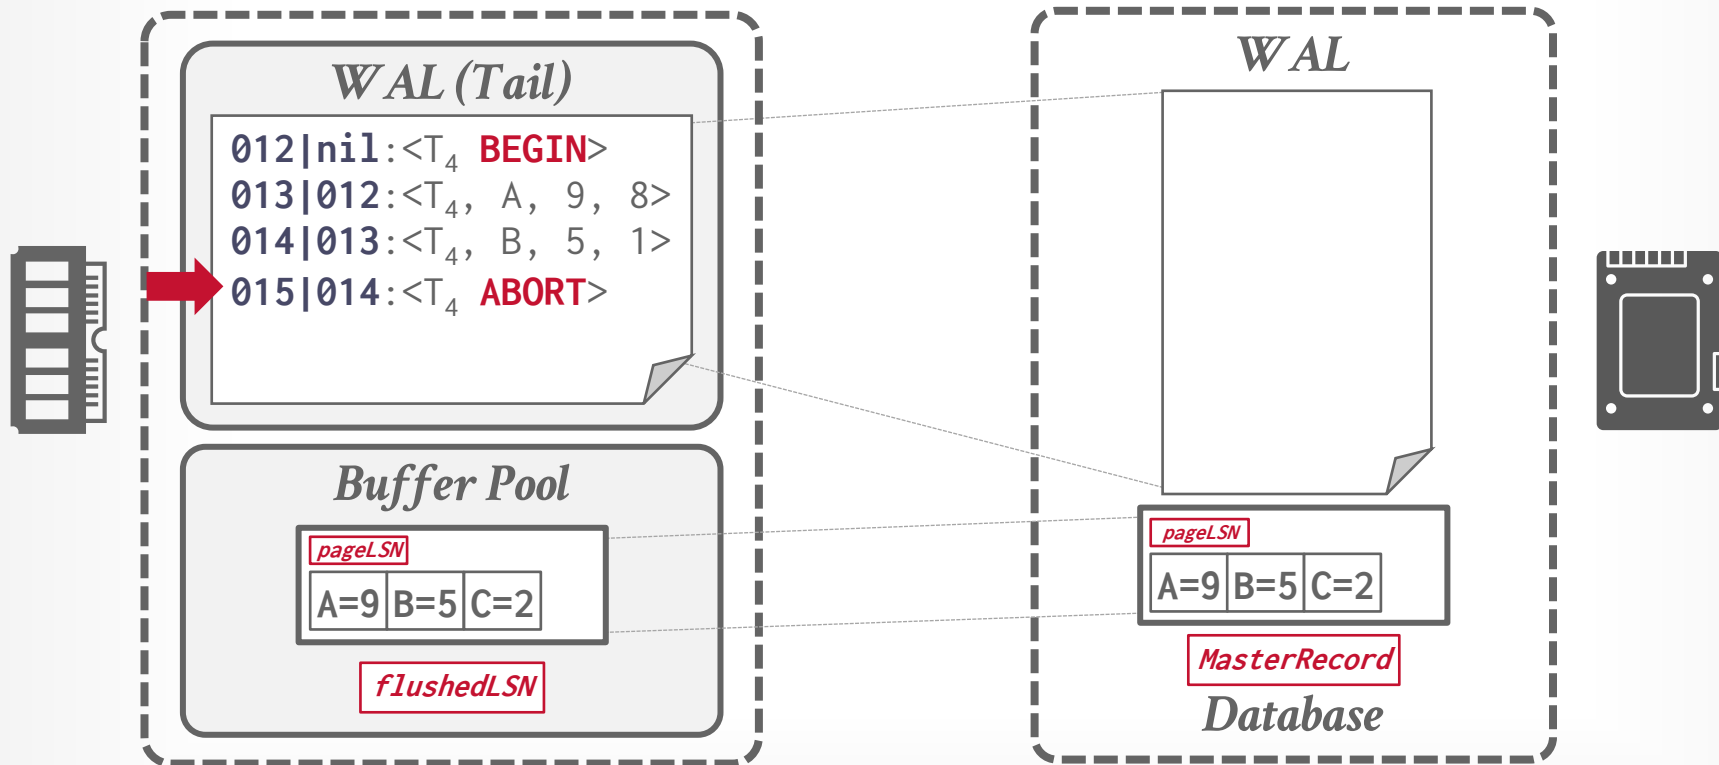 WAL (Tail)
012|nil:<T4 BEGIN>
013|012:<T4, A, 9, 8>
014|013:<T4, B, 5, 1>
015|014:<T4 ABORT>
Buffer Pool
pageLSN
A=9 B=5 C=2
flushedLSN
WAL
pageLSN
A=9 B=5 C=2
MasterRecord
Database